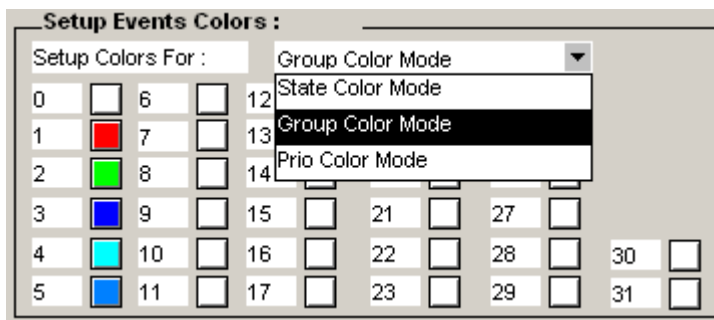 Setup Events Colors :
Setup Colors For : Group Color Mode
State Color Mode
Group Color Mode
Prio Color Mode
0 6 12
1 7 13
2 8 14
3 9 15 21 27
4 10 16 22 28 30
5 11 17 23 29 31